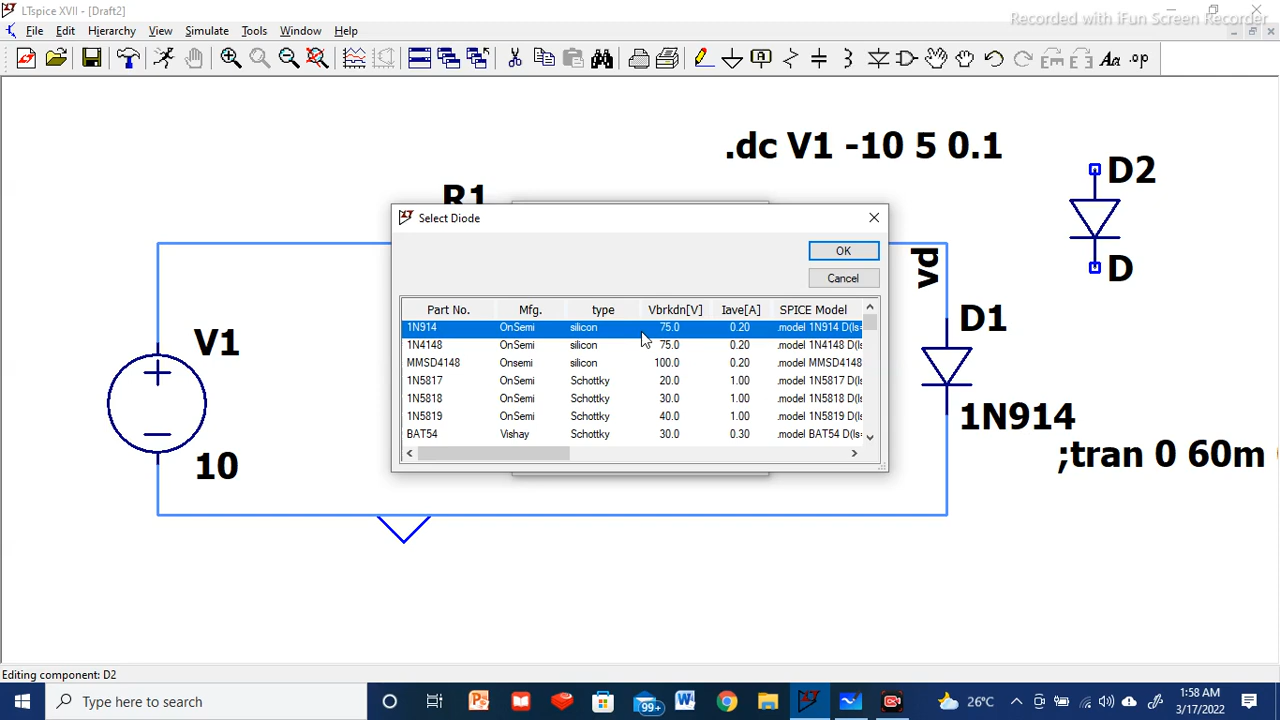 LTspice XVII - [Draft2]
Recorded with iFun Screen Recorder
File Edit Hierarchy View Simulate Tools Window Help
.op
.dc V1 -10 5 0.1
D2
R1
Select Diode
OK
D
Cancel
vd
Part No. Mfg. type Vbrkdn[V] Iave[A] SPICE Model
1N914 OnSemi silicon 75.0 0.20 .model 1N914 D(Is=
1N4148 OnSemi silicon 75.0 0.20 .model 1N4148 D(Is
MMSD4148 Onsemi silicon 100.0 0.20 .model MMSD4148
1N5817 OnSemi Schottky 20.0 1.00 .model 1N5817 D(Is
1N5818 OnSemi Schottky 30.0 1.00 .model 1N5818 D(Is
1N5819 OnSemi Schottky 40.0 1.00 .model 1N5819 D(Is
BAT54 Vishay Schottky 30.0 0.30 .model BAT54 D(Is=
V1
D1
1N914
10
;tran 0 60m
Editing component: D2
Type here to search
99+
26°C
1:58 AM
3/17/2022